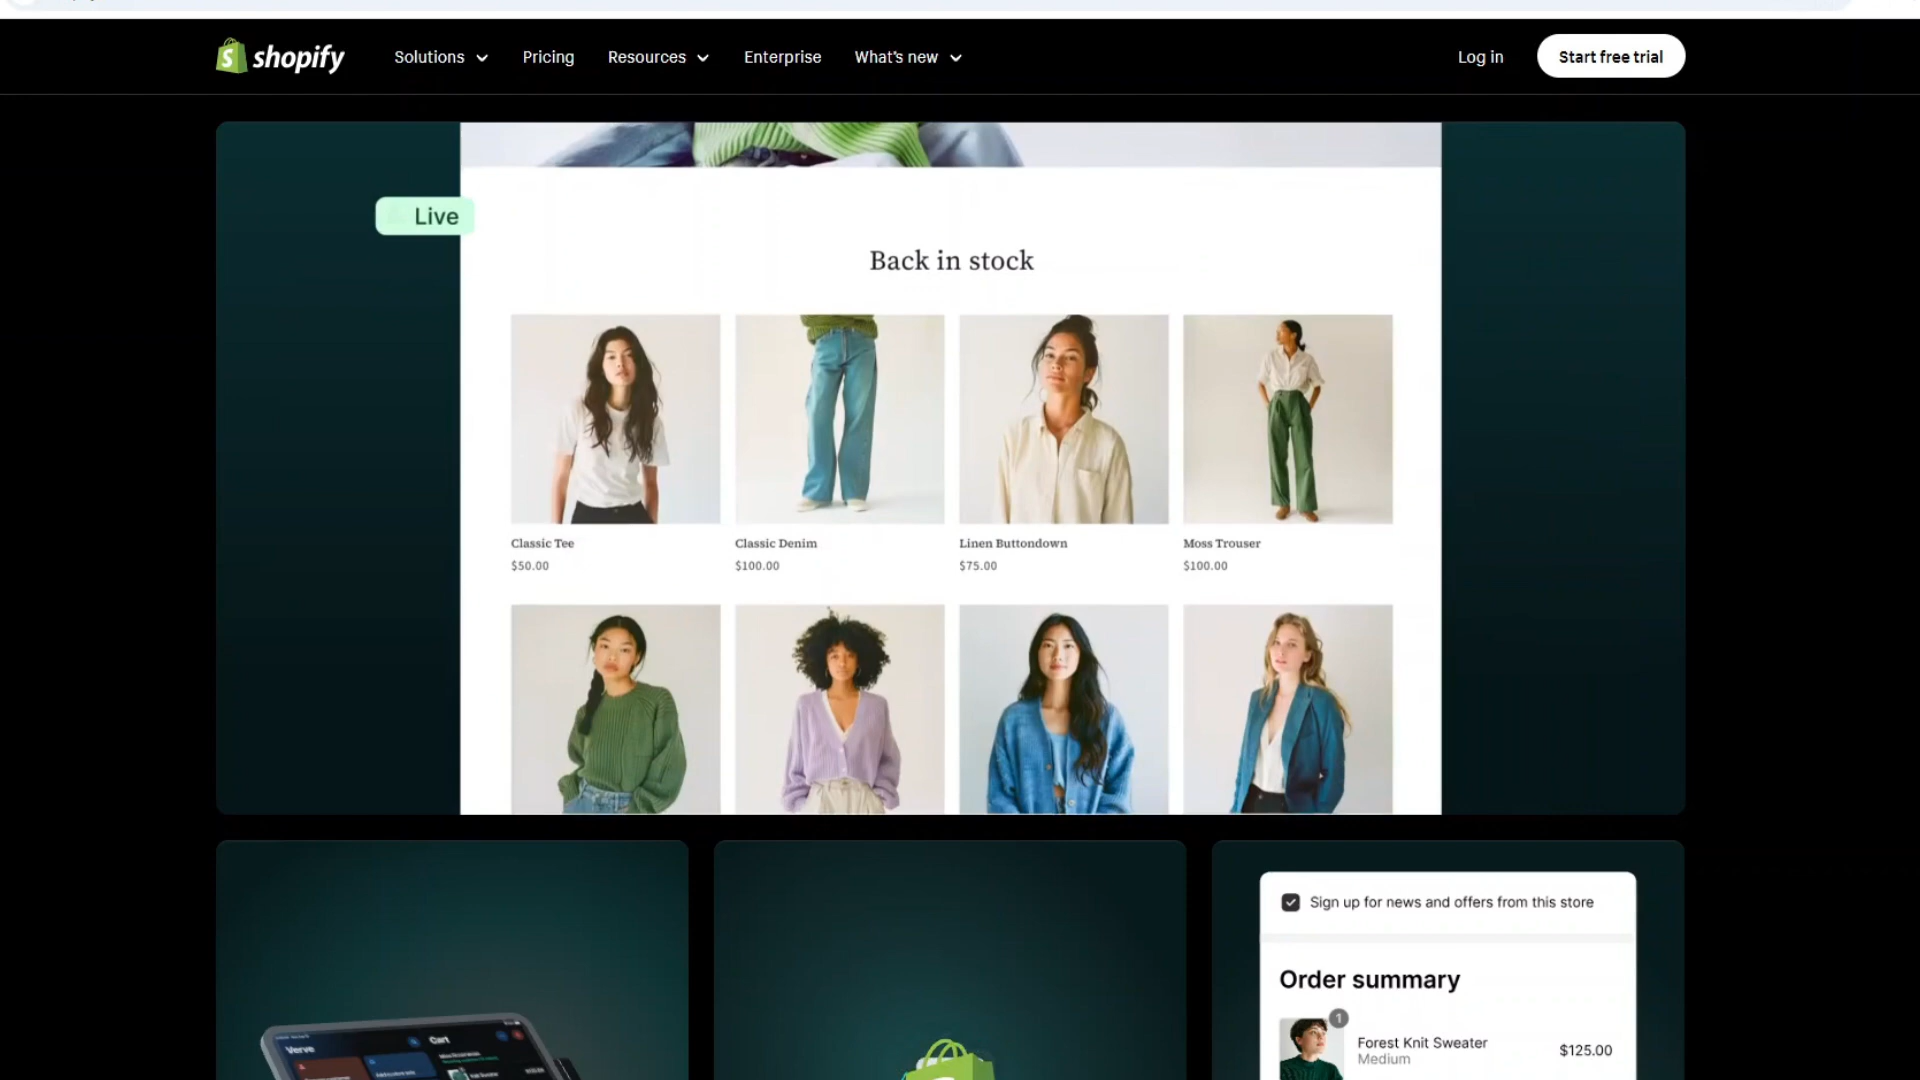 shopify
Solutions
Pricing
Resources
Enterprise
What's new
Log in
Start free trial
Live
Back in stock
Classic Tee
$50.00
Classic Denim
$100.00
Linen Buttondown
$75.00
Moss Trouser
$100.00
Verve
Cart
Sign up for news and offers from this store
Order summary
1
Forest Knit Sweater
Medium
$125.00